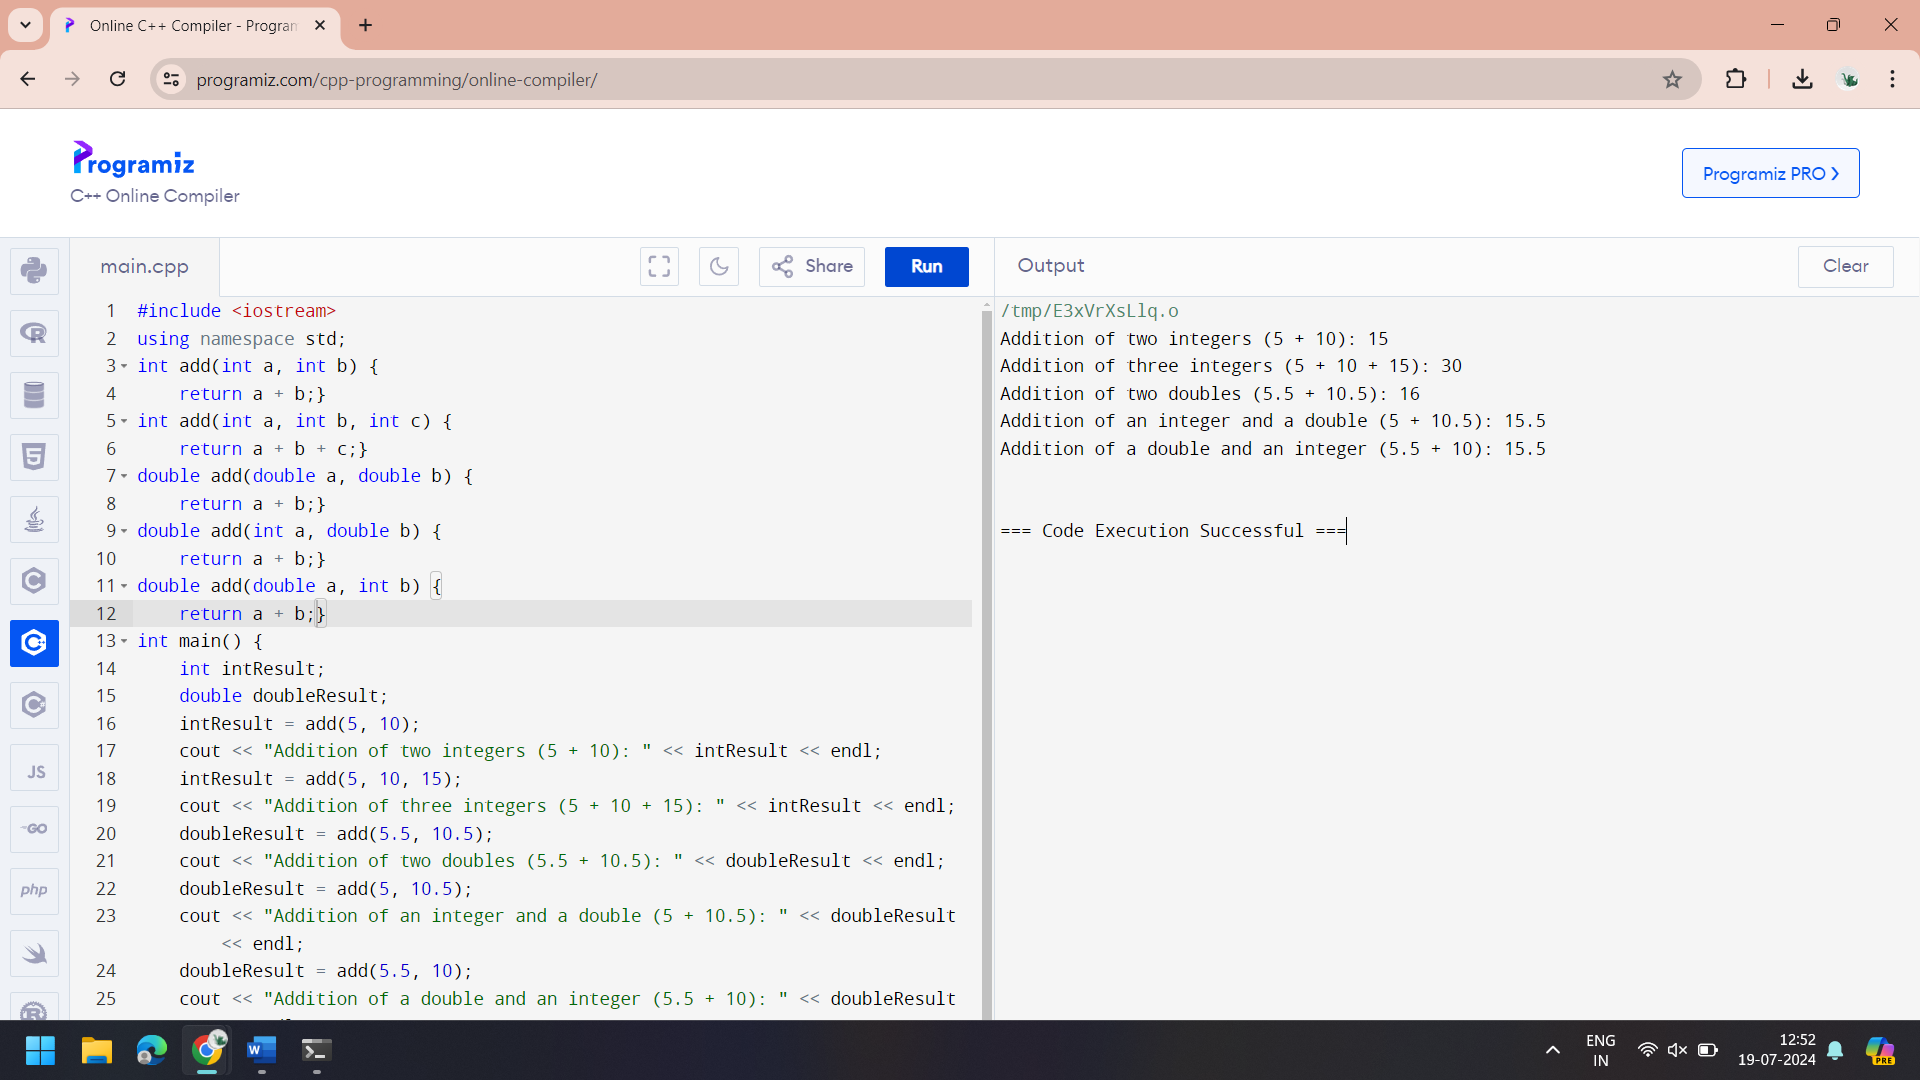 Online C++ Compiler - Program
programiz.com/cpp-programming/online-compiler/
Programiz
C++ Online Compiler
Programiz PRO
main.cpp
Share
Run
Output
Clear
1 #include <iostream>
2 using namespace std;
3 int add(int a, int b) {
4     return a + b;}
5 int add(int a, int b, int c) {
6     return a + b + c;}
7 double add(double a, double b) {
8     return a + b;}
9 double add(int a, double b) {
10     return a + b;}
11 double add(double a, int b) {
12     return a + b;}
13 int main() {
14     int intResult;
15     double doubleResult;
16     intResult = add(5, 10);
17     cout << "Addition of two integers (5 + 10): " << intResult << endl;
18     intResult = add(5, 10, 15);
19     cout << "Addition of three integers (5 + 10 + 15): " << intResult << endl;
20     doubleResult = add(5.5, 10.5);
21     cout << "Addition of two doubles (5.5 + 10.5): " << doubleResult << endl;
22     doubleResult = add(5, 10.5);
23     cout << "Addition of an integer and a double (5 + 10.5): " << doubleResult
        << endl;
24     doubleResult = add(5.5, 10);
25     cout << "Addition of a double and an integer (5.5 + 10): " << doubleResult
/tmp/E3xVrXsLlq.o
Addition of two integers (5 + 10): 15
Addition of three integers (5 + 10 + 15): 30
Addition of two doubles (5.5 + 10.5): 16
Addition of an integer and a double (5 + 10.5): 15.5
Addition of a double and an integer (5.5 + 10): 15.5
=== Code Execution Successful ===
R
5
C
C
JS
GO
php
ENG
IN
12:52
19-07-2024
PRE